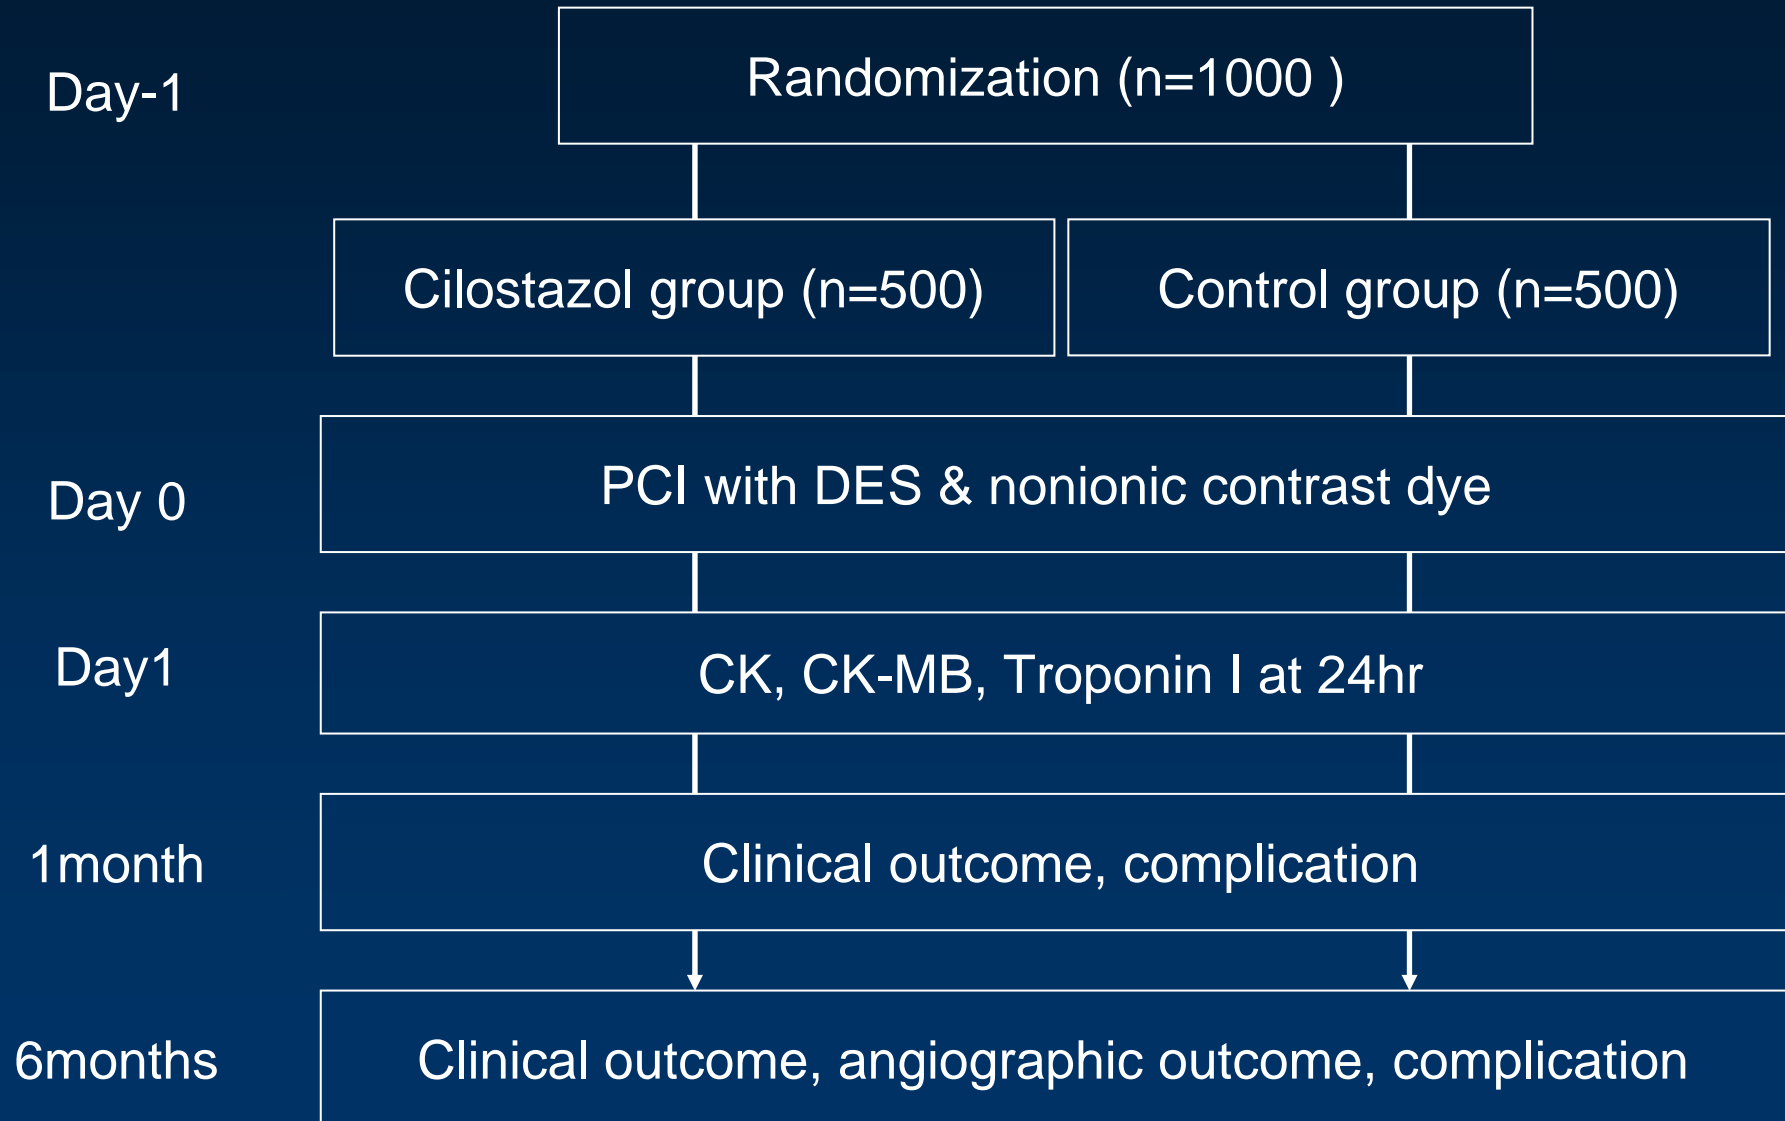 Day-1
Randomization (n=1000 )
Cilostazol group (n=500)
Control group (n=500)
Day 0
PCI with DES & nonionic contrast dye
Day1
CK, CK-MB, Troponin I at 24hr
1month
Clinical outcome, complication
6months
Clinical outcome, angiographic outcome, complication